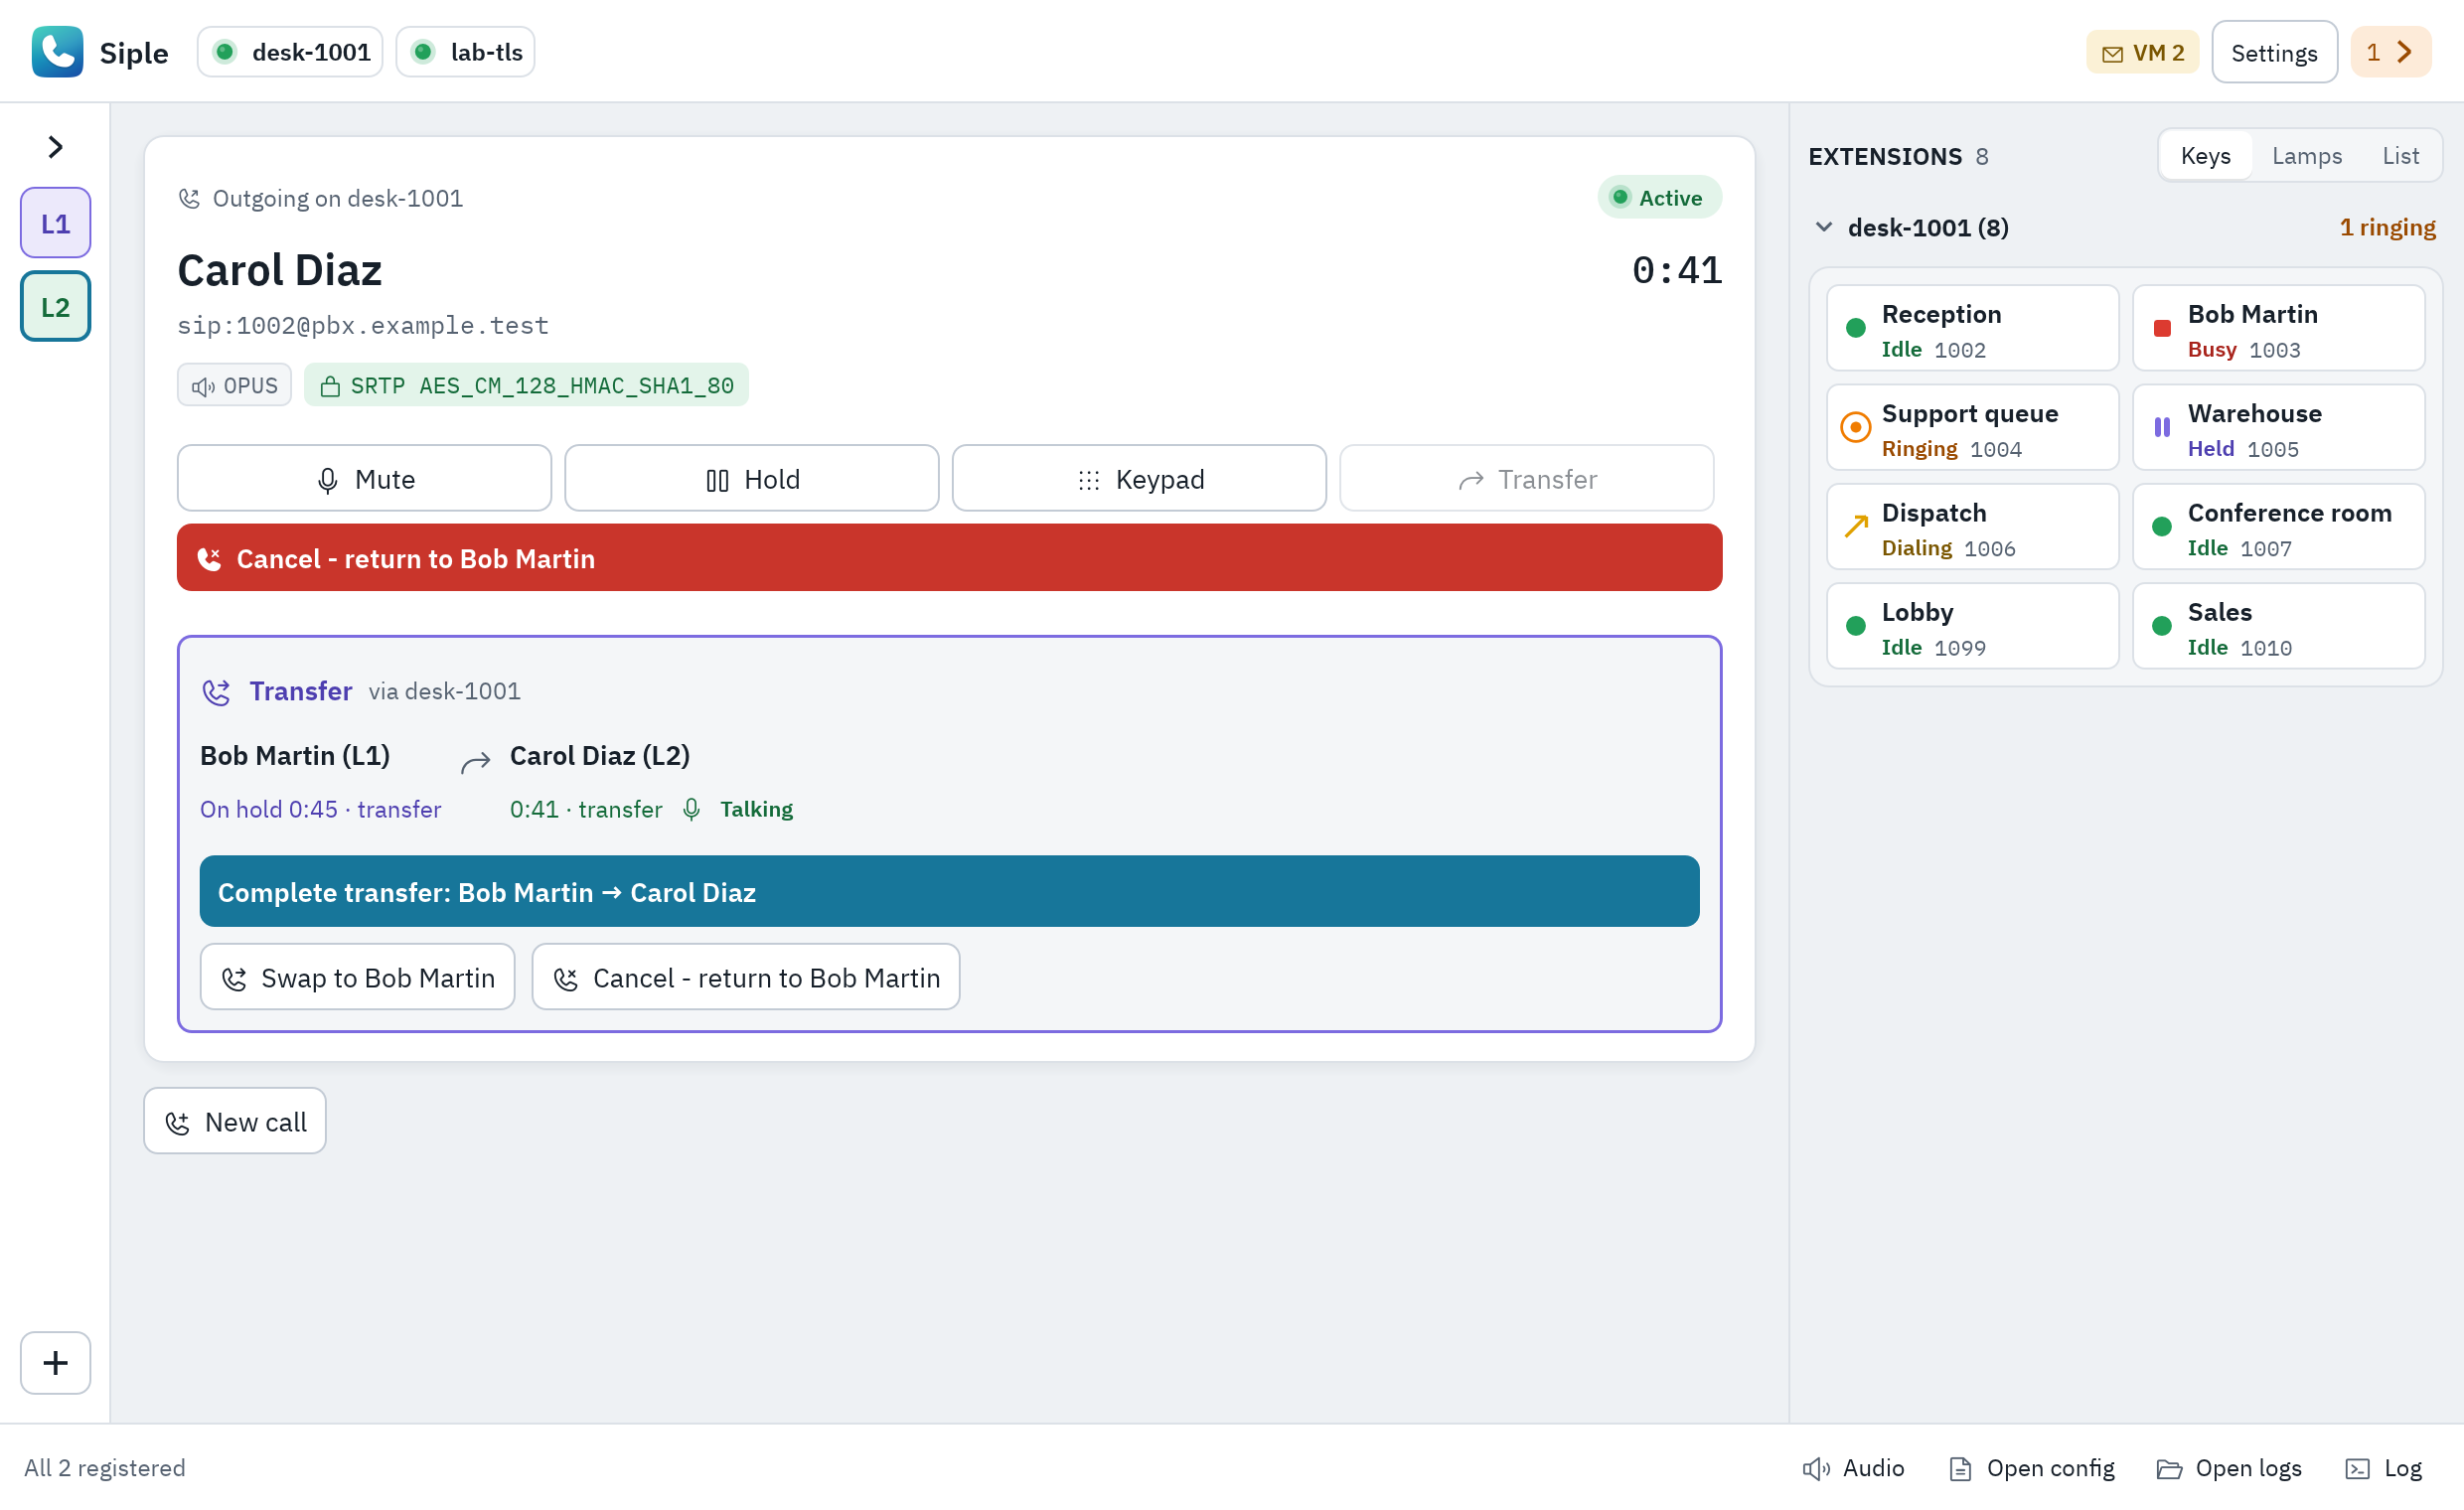 Siple
desk-1001
lab-tls
VM 2
Settings
1
L1
L2
Outgoing on desk-1001
Active
Carol Diaz
0:41
sip:1002@pbx.example.test
OPUS
SRTP AES_CM_128_HMAC_SHA1_80
Mute
Hold
Keypad
Transfer
Cancel - return to Bob Martin
Transfer via desk-1001
Bob Martin (L1)
Carol Diaz (L2)
On hold 0:45 · transfer
0:41 · transfer
Talking
Complete transfer: Bob Martin → Carol Diaz
Swap to Bob Martin
Cancel - return to Bob Martin
New call
EXTENSIONS 8
Keys
Lamps
List
desk-1001 (8)
1 ringing
Reception
Idle 1002
Bob Martin
Busy 1003
Support queue
Ringing 1004
Warehouse
Held 1005
Dispatch
Dialing 1006
Conference room
Idle 1007
Lobby
Idle 1099
Sales
Idle 1010
All 2 registered
Audio
Open config
Open logs
Log